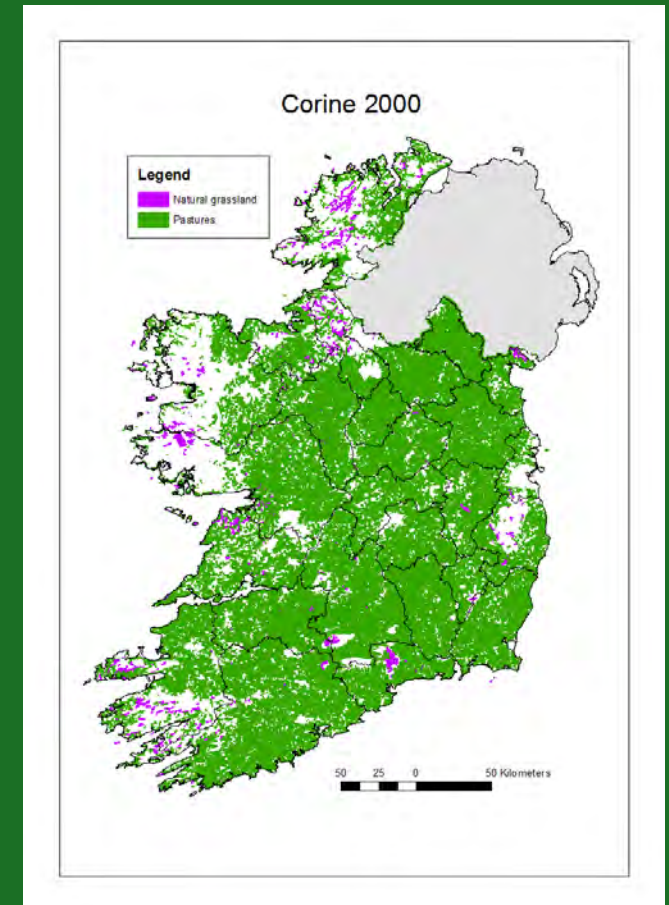 Corine 2000
Legend
Natural grassland
Pastures
50 25 0 50 Kilometers